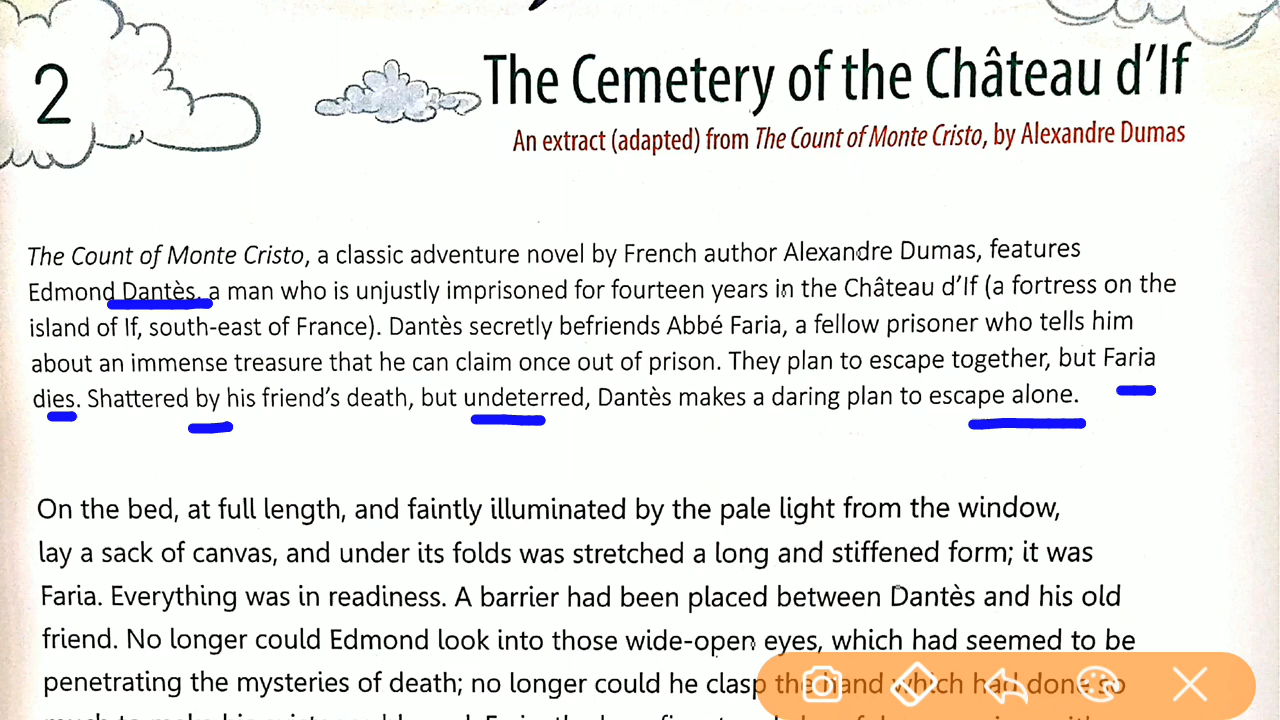 2
The Cemetery of the Château d'If
An extract (adapted) from The Count of Monte Cristo, by Alexandre Dumas
The Count of Monte Cristo, a classic adventure novel by French author Alexandre Dumas, features
Edmond Dantès, a man who is unjustly imprisoned for fourteen years in the Château d'If (a fortress on the
island of If, south-east of France). Dantès secretly befriends Abbé Faria, a fellow prisoner who tells him
about an immense treasure that he can claim once out of prison. They plan to escape together, but Faria
dies. Shattered by his friend's death, but undeterred, Dantès makes a daring plan to escape alone.
On the bed, at full length, and faintly illuminated by the pale light from the window,
lay a sack of canvas, and under its folds was stretched a long and stiffened form; it was
Faria. Everything was in readiness. A barrier had been placed between Dantès and his old
friend. No longer could Edmond look into those wide-open eyes, which had seemed to be
penetrating the mysteries of death; no longer could he clasp the hand which had done so